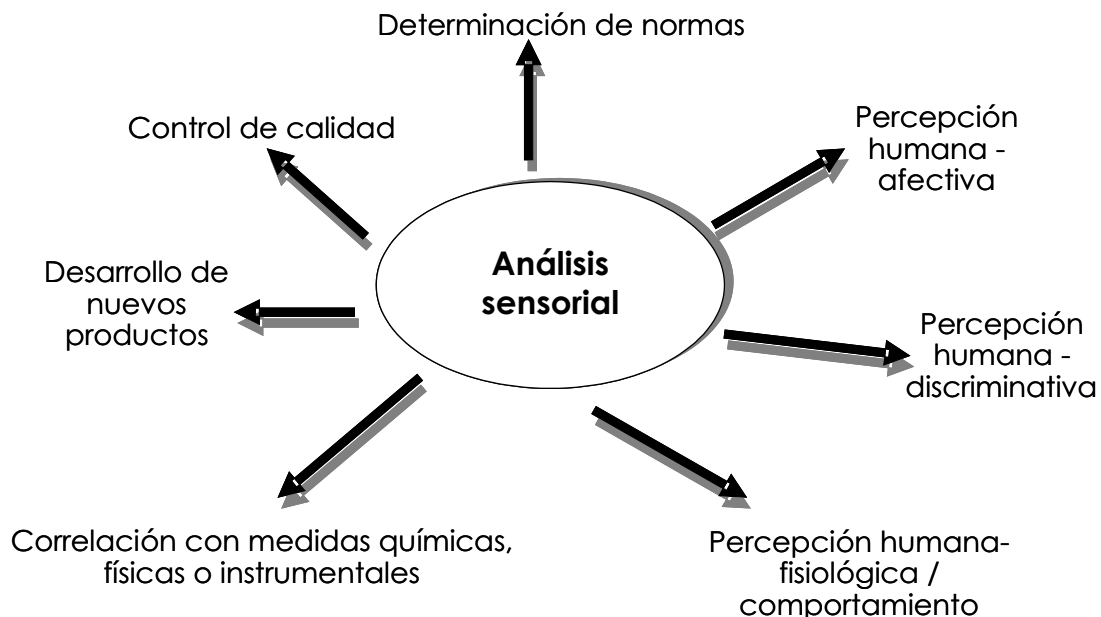 Determinación de normas
Control de calidad
Percepción
humana -
afectiva
Análisis
sensorial
Desarrollo de
nuevos
productos
Percepción
humana -
discriminativa
Correlación con medidas químicas,
físicas o instrumentales
Percepción humana-
fisiológica /
comportamiento